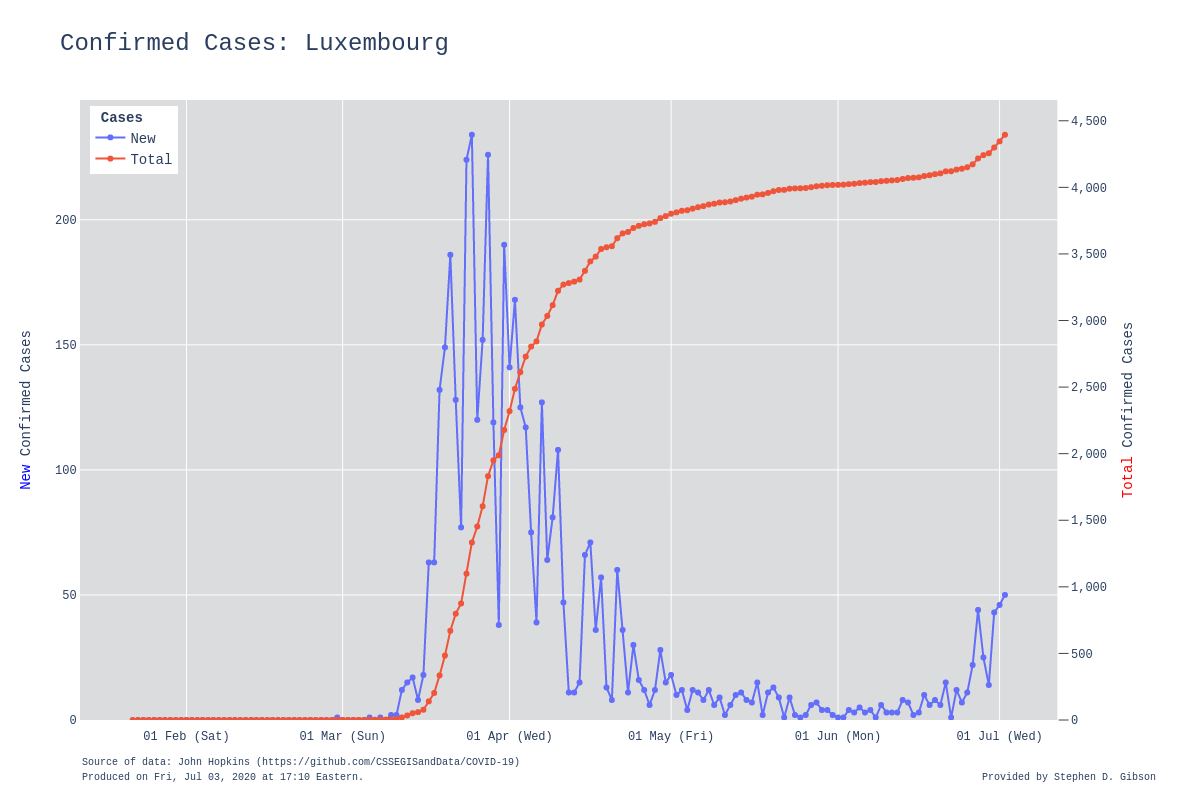 Confirmed Cases: Luxembourg
Cases
New
Total
200
150
100
50
0
4,500
4,000
3,500
3,000
2,500
2,000
1,500
1,000
500
0
New Confirmed Cases
Total Confirmed Cases
01 Feb (Sat) 01 Mar (Sun) 01 Apr (Wed) 01 May (Fri) 01 Jun (Mon) 01 Jul (Wed)
Source of data: John Hopkins (https://github.com/CSSEGISandData/COVID-19)
Produced on Fri, Jul 03, 2020 at 17:10 Eastern.
Provided by Stephen D. Gibson